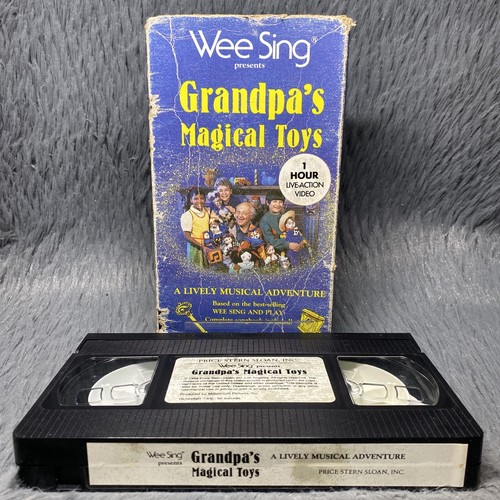 Wee Sing®
presents
Grandpa's
Magical Toys
1
HOUR
LIVE-ACTION
VIDEO
A LIVELY MUSICAL ADVENTURE
Based on the best-selling
WEE SING AND PLAY
Complete
PRICE STERN SLOAN, INC.
Wee Sing® presents
Grandpa's Magical Toys
Wee Sing®
presents
Grandpa's
Magical Toys
A LIVELY MUSICAL ADVENTURE
PRICE STERN SLOAN, INC.